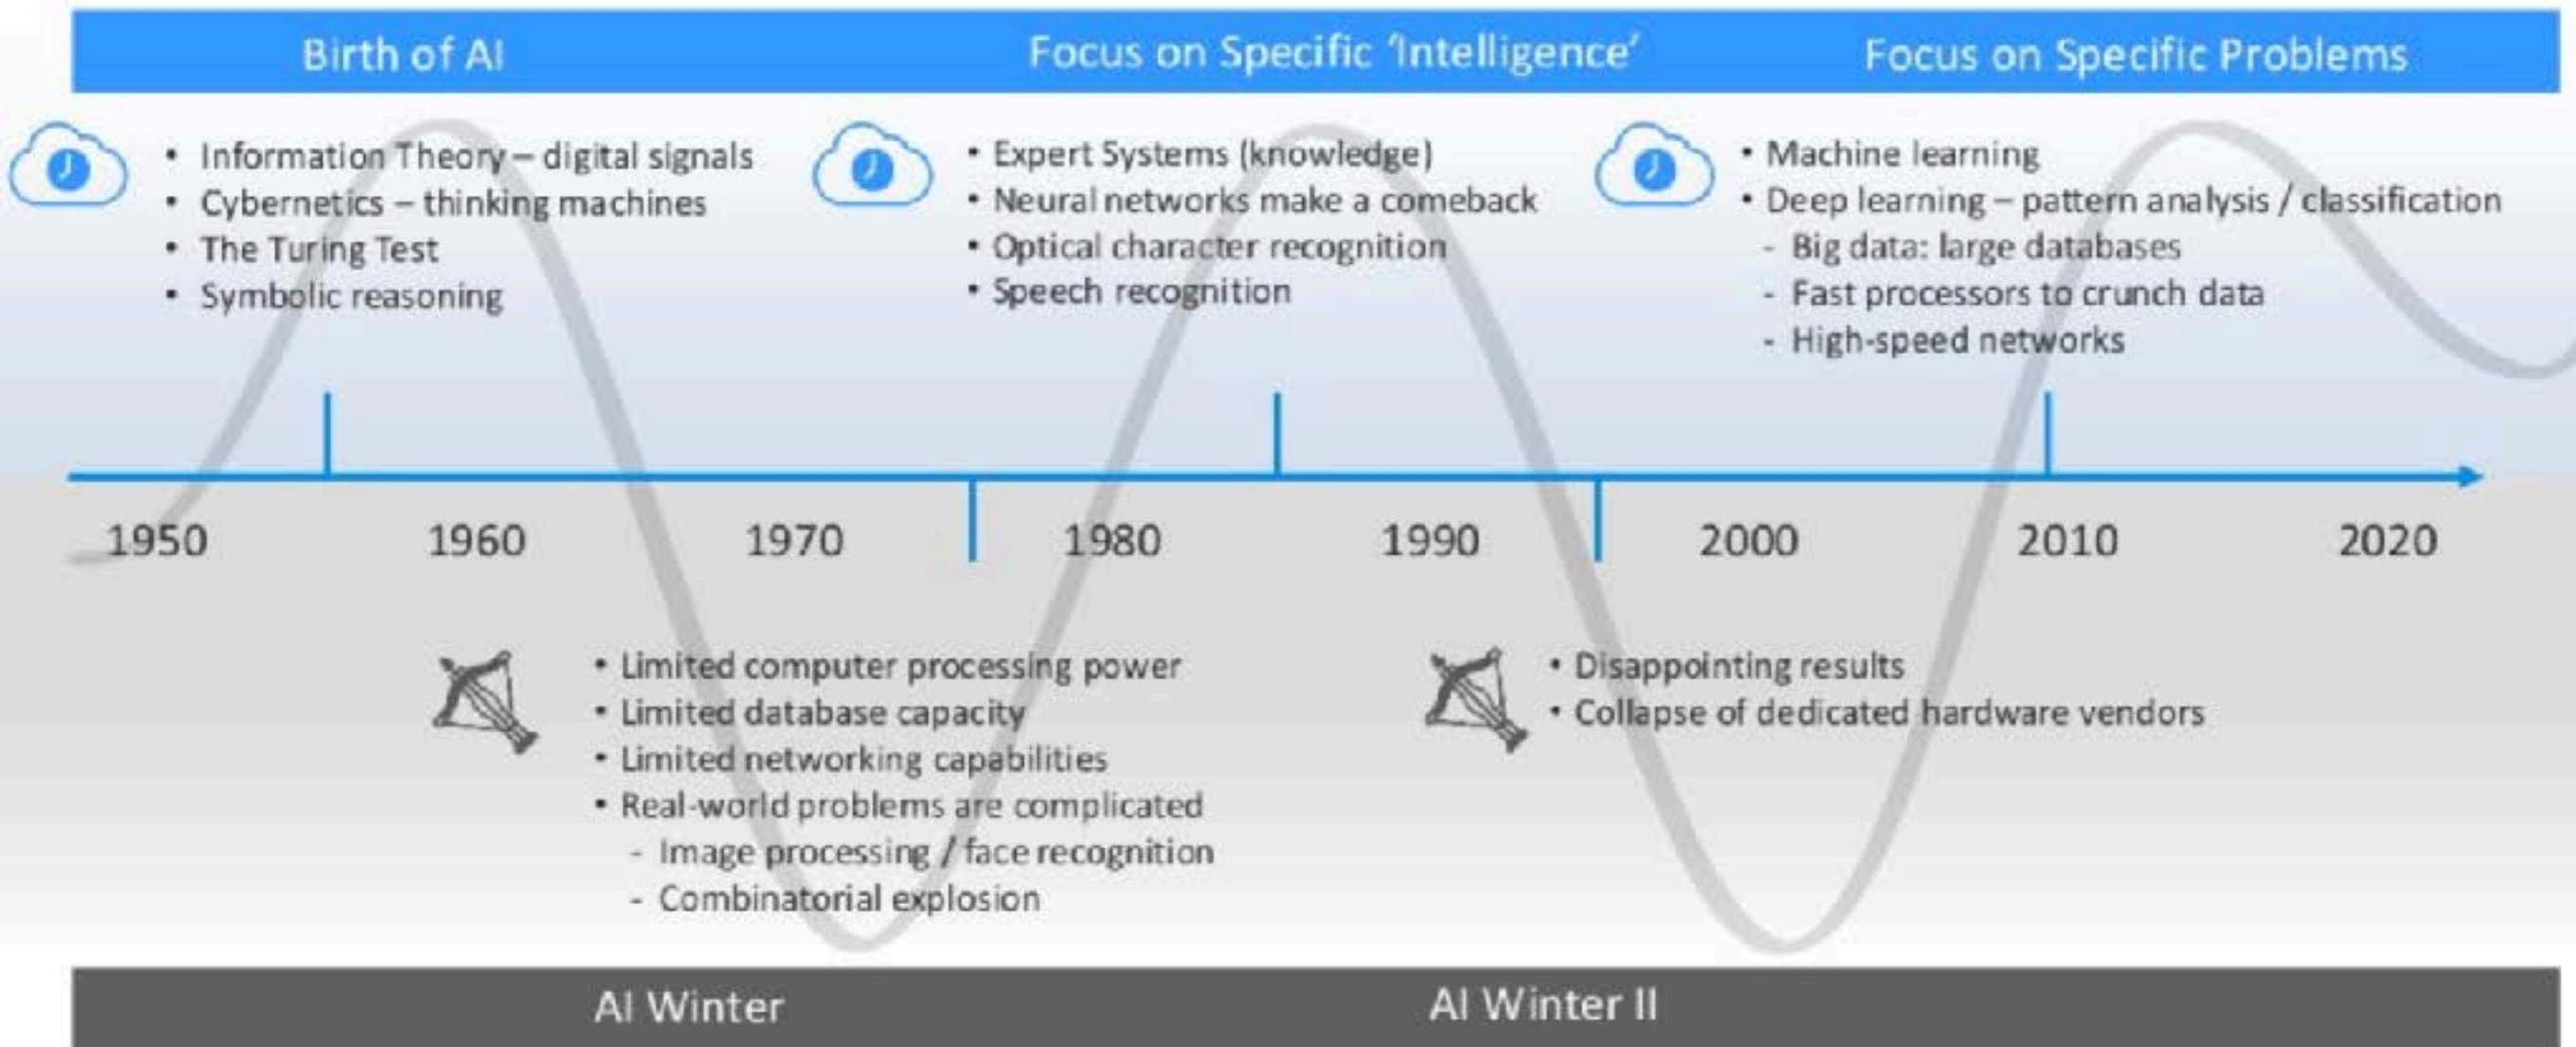 Birth of AI
Focus on Specific ‘Intelligence’
Focus on Specific Problems
• Information Theory – digital signals
• Cybernetics – thinking machines
• The Turing Test
• Symbolic reasoning
• Expert Systems (knowledge)
• Neural networks make a comeback
• Optical character recognition
• Speech recognition
• Machine learning
• Deep learning – pattern analysis / classification
- Big data: large databases
- Fast processors to crunch data
- High-speed networks
1950
1960
1970
1980
1990
2000
2010
2020
• Limited computer processing power
• Limited database capacity
• Limited networking capabilities
• Real-world problems are complicated
- Image processing / face recognition
- Combinatorial explosion
• Disappointing results
• Collapse of dedicated hardware vendors
AI Winter
AI Winter II